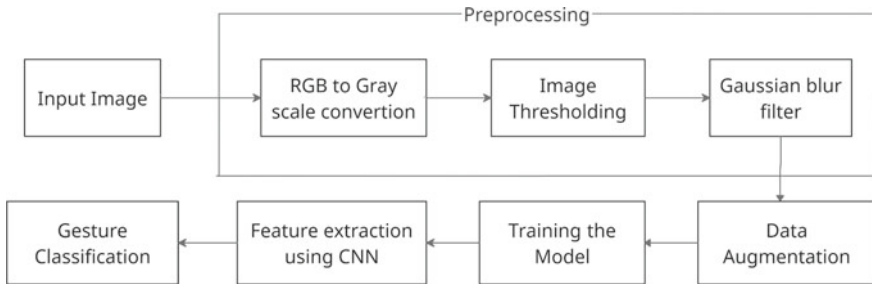 Preprocessing
Input Image
RGB to Gray
scale convertion
Image
Thresholding
Gaussian blur
filter
Data
Augmentation
Training the
Model
Feature extraction
using CNN
Gesture
Classification